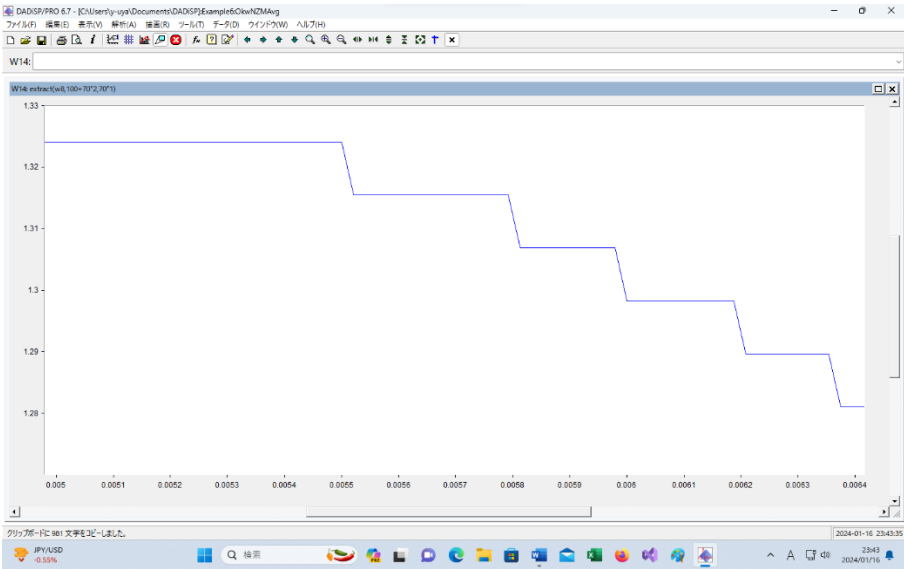 DADiSP/PRO 6.7 - [C:\Users\y-uya\Documents\DADiSP]:Example6:OkwNZMAvg
ファイル(F) 編集(E) 表示(V) 解析(A) 描画(R) ツール(T) データ(D) ウインドウ(W) ヘルプ(H)
W14:
W14: extract(w8,100+70*2,70*1)
1.33
1.32
1.31
1.3
1.29
1.28
0.005 0.0051 0.0052 0.0053 0.0054 0.0055 0.0056 0.0057 0.0058 0.0059 0.006 0.0061 0.0062 0.0063 0.0064
クリップボードに 981 文字をコピーしました。
2024-01-16 23:43:35
JPY/USD
-0.55%
検索
A
23:43
2024/01/16